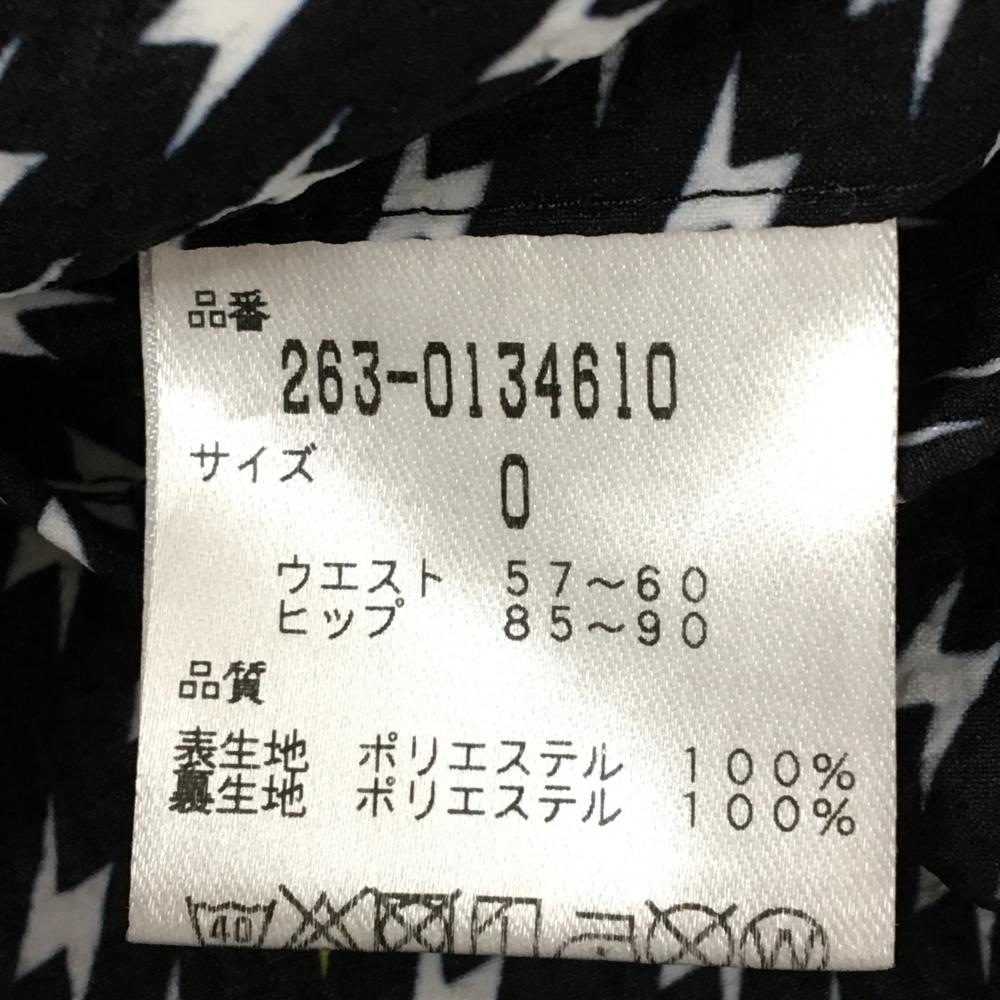 品番
263-0134610
サイズ
0
ウエスト 57～60
ヒップ 85～90
品質
表生地 ポリエステル 100%
裏生地 ポリエステル 100%
40 W